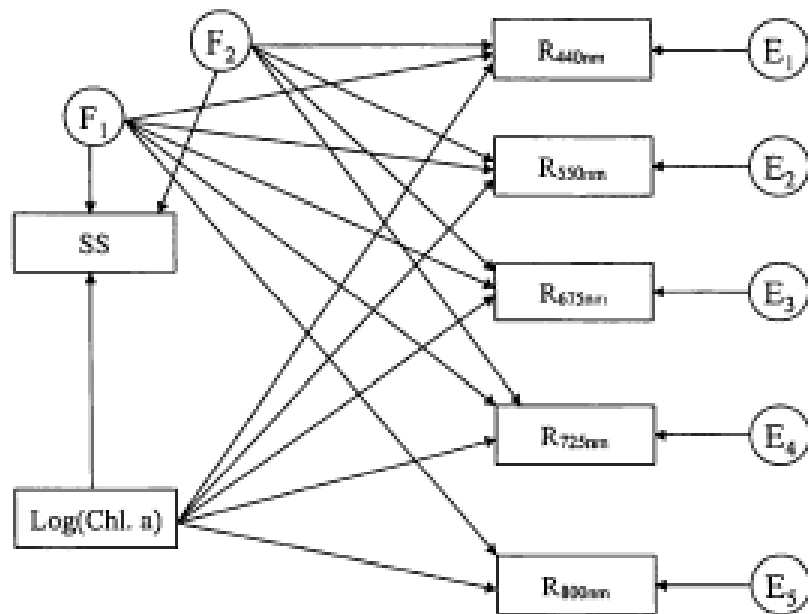 F2
R440nm
E1
F1
R550nm
E2
SS
R675nm
E3
R725nm
E4
Log(Chl. a)
R800nm
E5